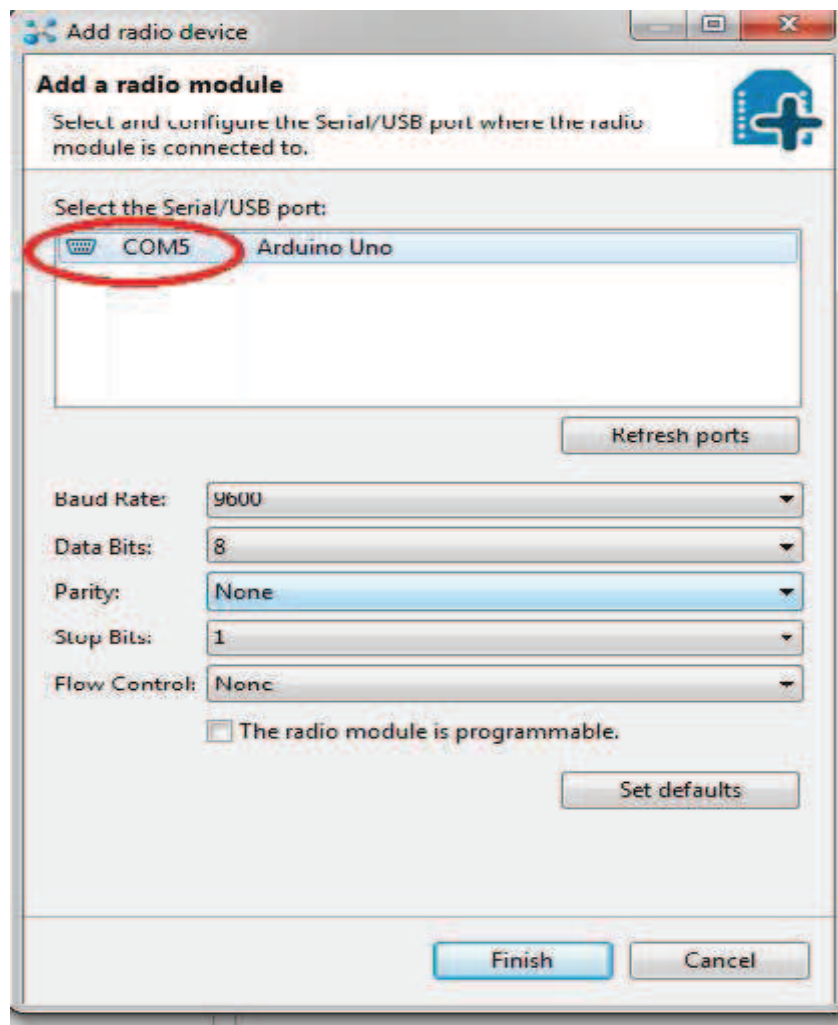 Add radio device
Add a radio module
Select and configure the Serial/USB port where the radio
module is connected to.
Select the Serial/USB port:
COM5 Arduino Uno
Refresh ports
Baud Rate: 9600
Data Bits: 8
Parity: None
Stop Bits: 1
Flow Control: None
The radio module is programmable.
Set defaults
Finish Cancel